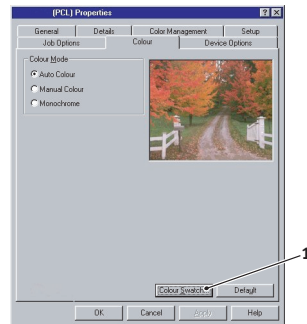 (PCL) Properties
General Details Color Management Setup
Job Options Colour Device Options
Colour Mode
Auto Colour
Manual Colour
Monochrome
1
Colour Swatch... Default
OK Cancel Apply Help